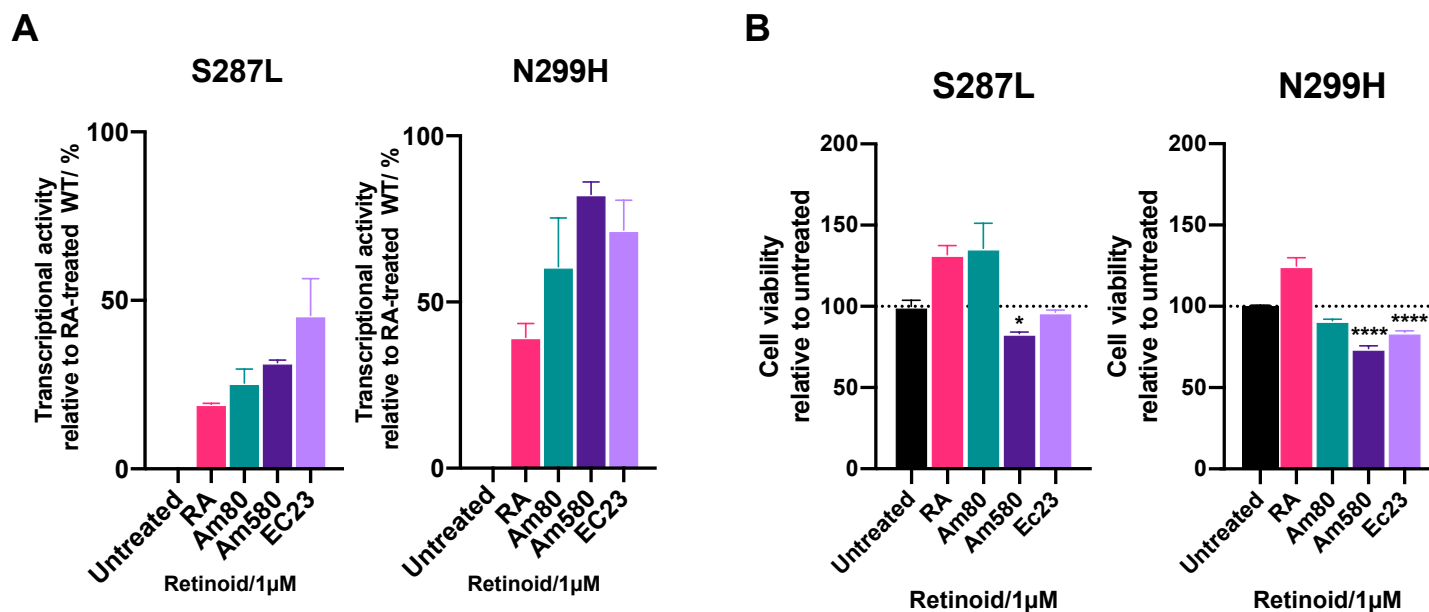 A
B
S287L
N299H
S287L
N299H
Transcriptional activity
relative to RA-treated WT/ %
100
50
0
Untreated
RA
Am80
Am580
EC23
Retinoid/1µM
Transcriptional activity
relative to RA-treated WT/ %
100
50
0
Untreated
RA
Am80
Am580
EC23
Retinoid/1µM
Cell viability
relative to untreated
200
150
100
50
0
*
Untreated
RA
Am80
Am580
Ec23
Retinoid/1µM
Cell viability
relative to untreated
200
150
100
50
0
****
****
Untreated
RA
Am80
Am580
Ec23
Retinoid/1µM